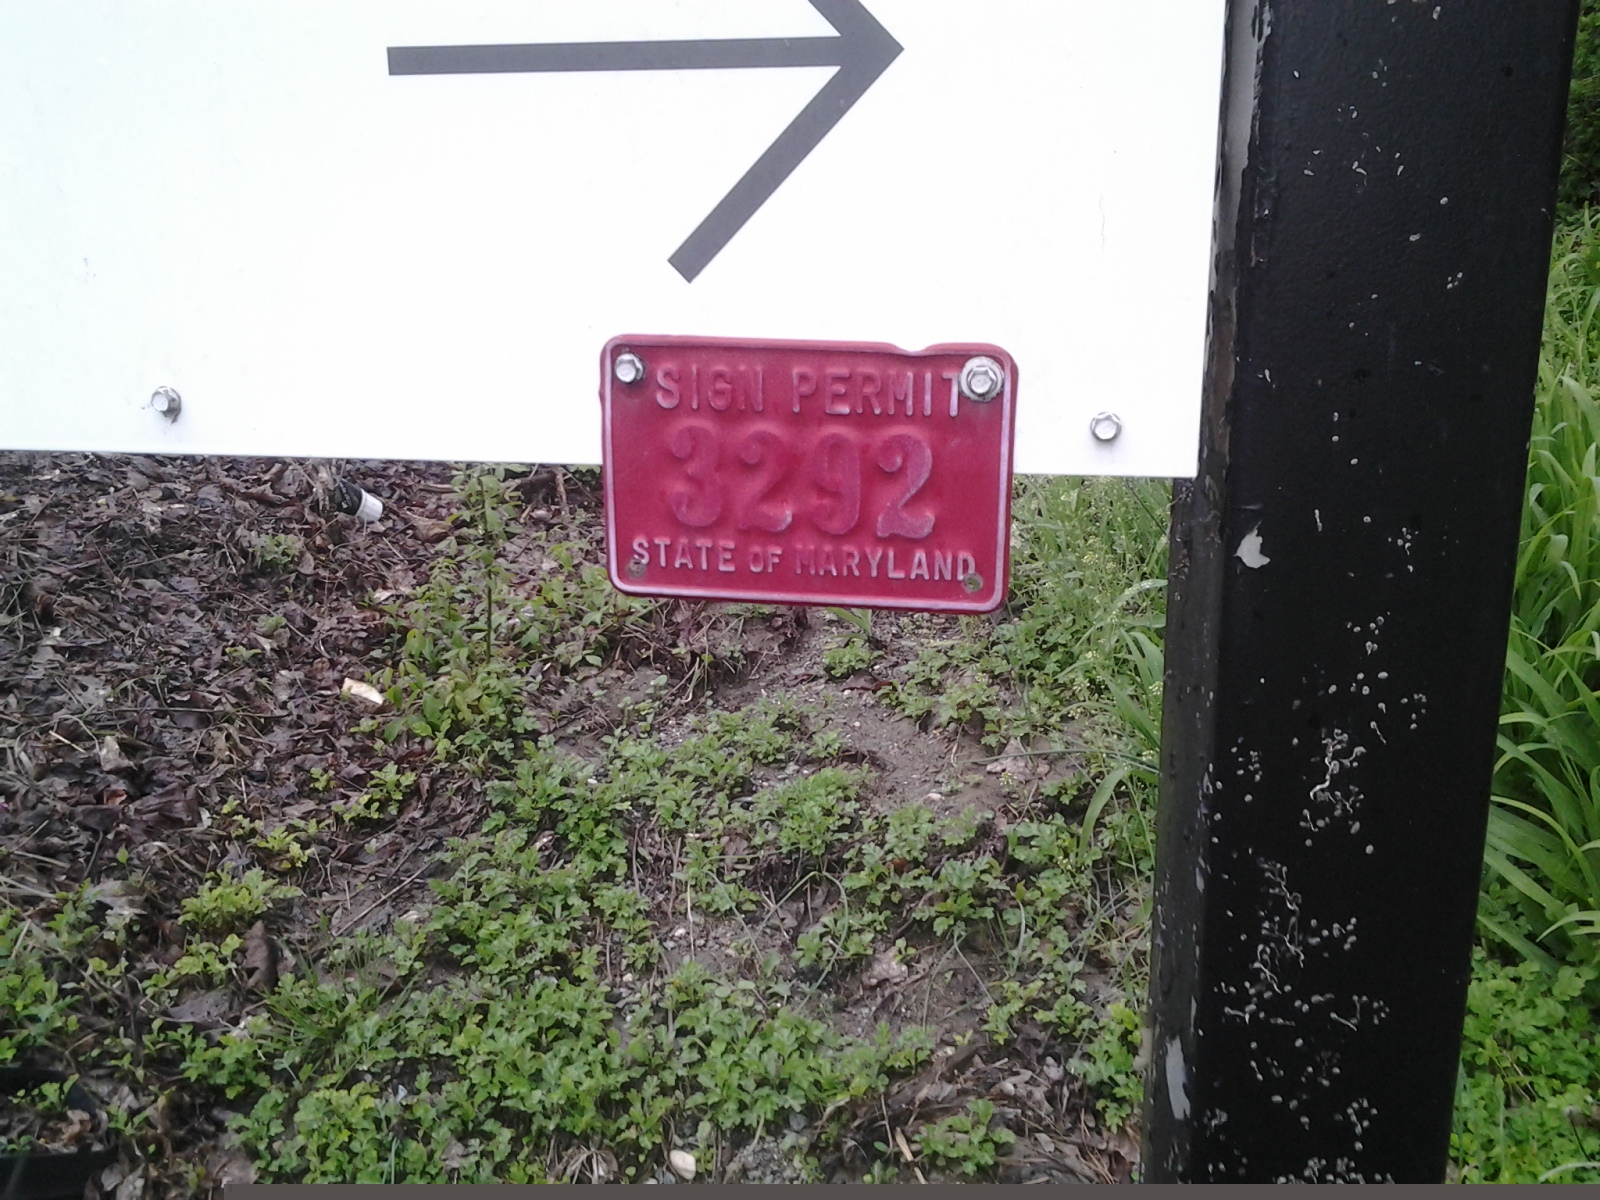 SIGN PERMIT
3292
STATE OF MARYLAND